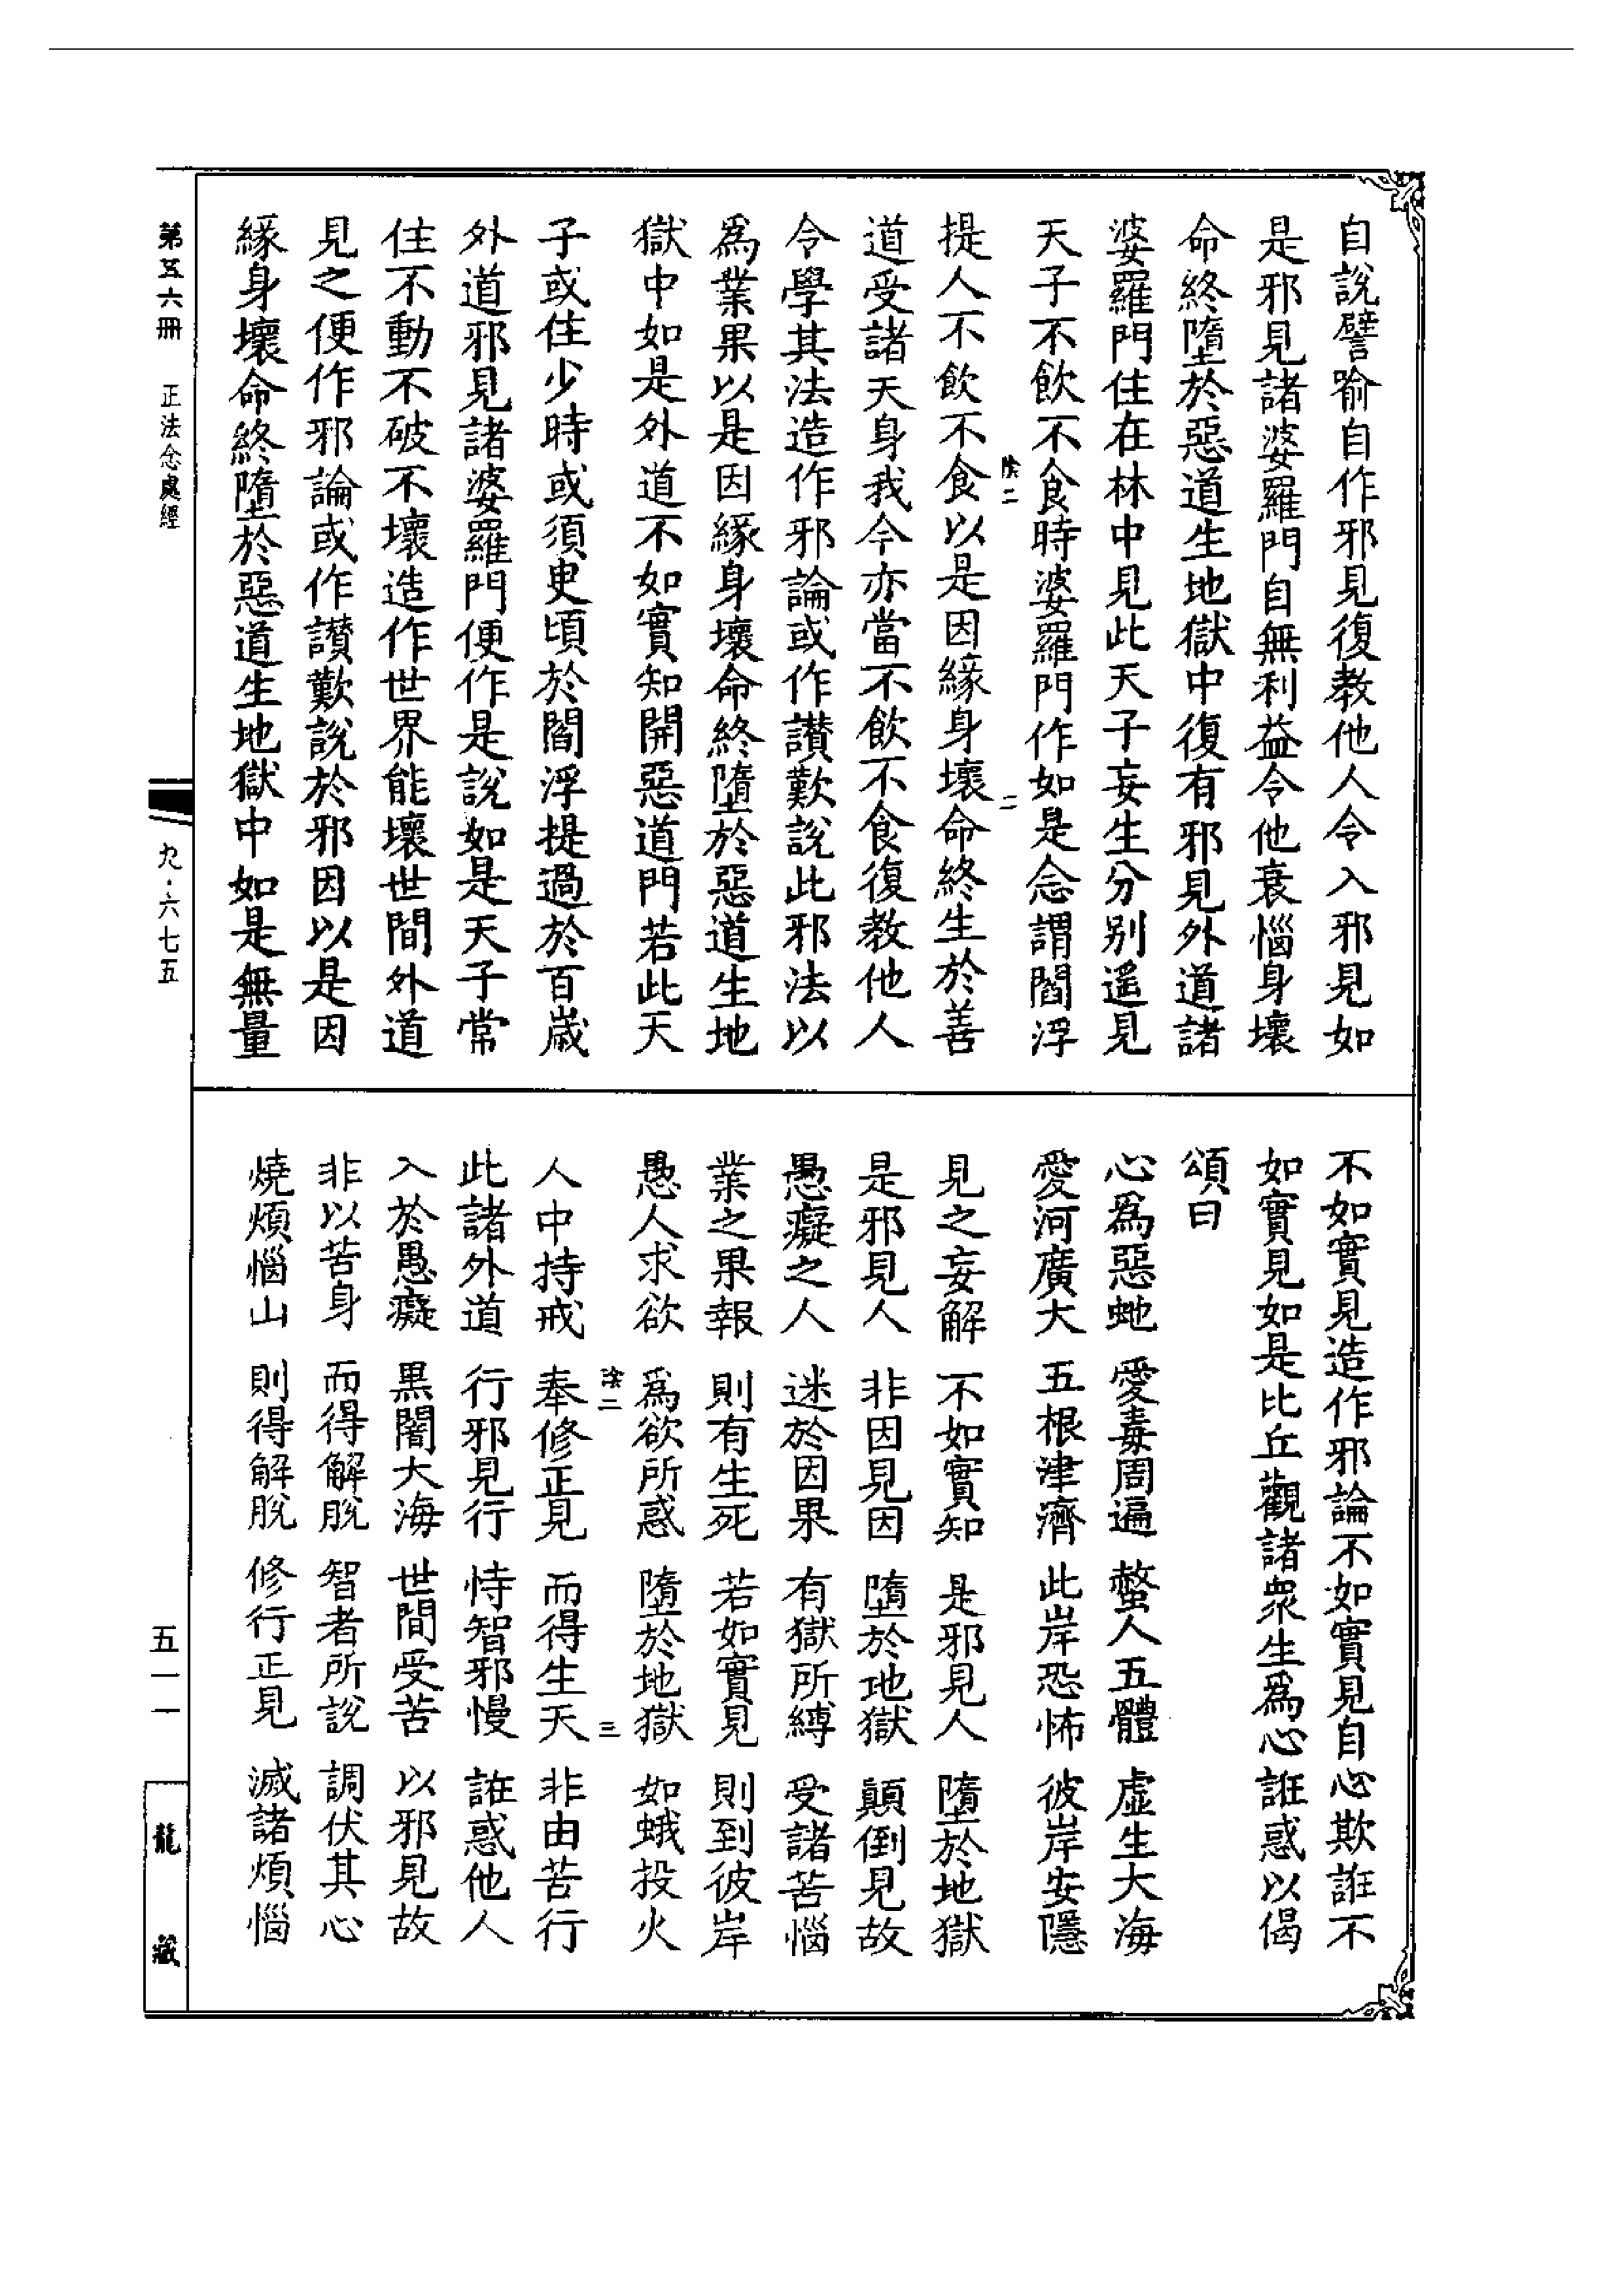 自說譬喻自作邪見復教他人令入邪見如
是邪見諸婆羅門自無利益令他衰惱身壞
命終墮於惡道生地獄中復有邪見外道諸
婆羅門住在林中見此天子妄生分別遥見
天子不飲不食時婆羅門作如是念謂閻浮
陰二
二
提人不飲不食以是因緣身壞命終生於善
道受諸天身我今亦當不飲不食復教他人
令學其法造作邪論或作讃歎說此邪法以
爲業果以是因緣身壞命終墮於惡道生地
獄中如是外道不如實知開惡道門若此天
子或住少時或須臾頃於閻浮提過於百歲
外道邪見諸婆羅門便作是說如是天子常
住不動不破不壞造作世界能壞世間外道
見之便作邪論或作讃歎說於邪因以是因
緣身壞命終墮於惡道生地獄中如是無量
不如實見造作邪論不如實見自心欺誑不
如實見如是比丘觀諸衆生爲心誑惑以偈
頌曰
心爲惡虵 愛毒周遍 螫人五體 虛生大海
愛河廣大 五根津濟 此岸恐怖 彼岸安隱
見之妄解 不如實知 是邪見人 墮於地獄
是邪見人 非因見因 墮於地獄 顛倒見故
愚癡之人 迷於因果 有獄所縛 受諸苦惱
業之果報 則有生死 若如實見 則到彼岸
愚人求欲 爲欲所惑 墮於地獄 如蛾投火
陰二
三
人中持戒 奉修正見 而得生天 非由苦行
此諸外道 行邪見行 恃智邪慢 誑惑他人
入於愚癡 黑闇大海 世間受苦 以邪見故
非以苦身 而得解脫 智者所說 調伏其心
燒煩惱山 則得解脫 修行正見 滅諸煩惱
第五六冊 正法念處經
九·六七五
五一一
龍藏